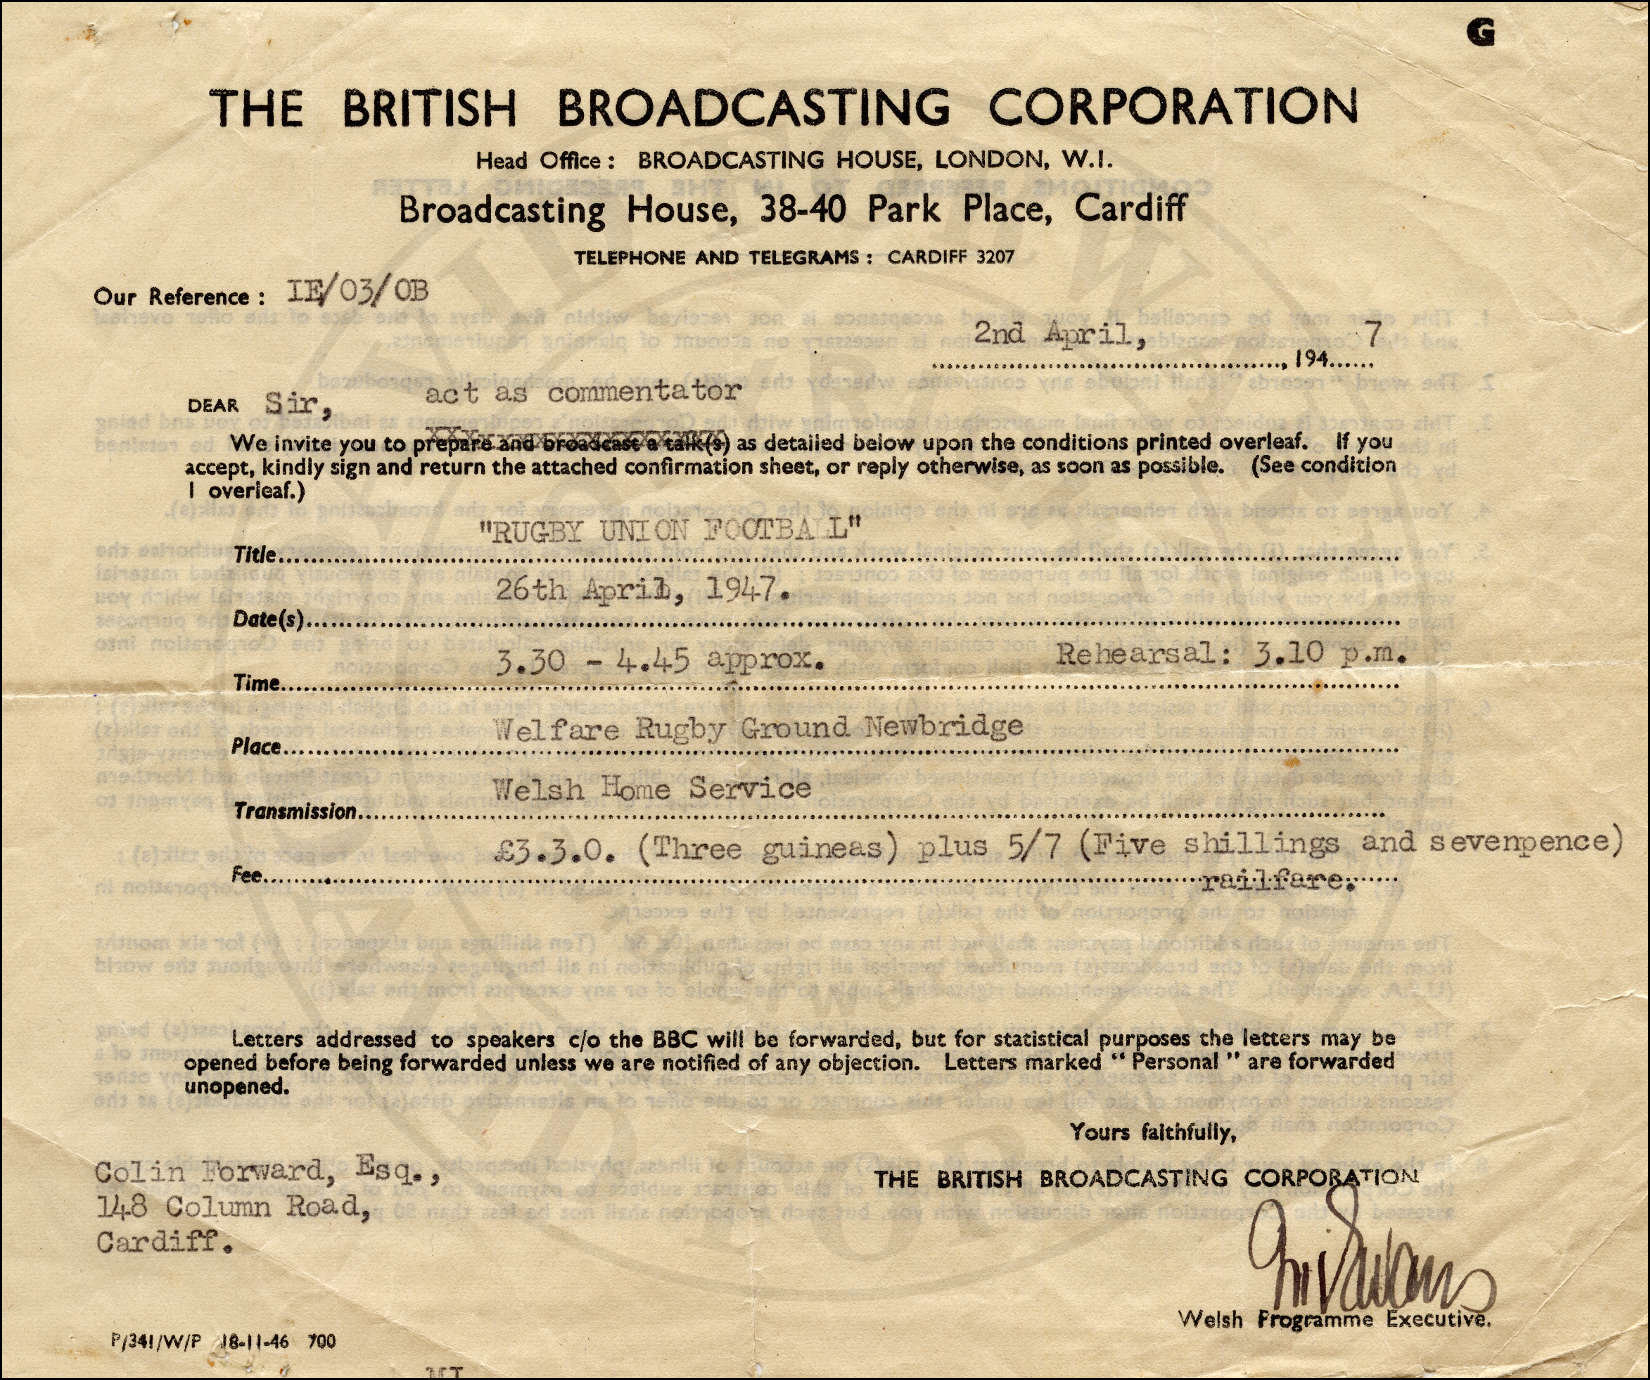 G
THE BRITISH BROADCASTING CORPORATION
Head Office : BROADCASTING HOUSE, LONDON, W.I.
Broadcasting House, 38-40 Park Place, Cardiff
TELEPHONE AND TELEGRAMS : CARDIFF 3207
Our Reference : IE/03/OB
2nd April, 194 7
act as commentator
DEAR Sir,
We invite you to prepare and broadcast a talk(s) as detailed below upon the conditions printed overleaf. If you
accept, kindly sign and return the attached confirmation sheet, or reply otherwise, as soon as possible. (See condition
I overleaf.)
Title "RUGBY UNION FOOTBALL"
Date(s) 26th April, 1947.
Time 3.30 - 4.45 approx. Rehearsal: 3.10 p.m.
Place Welfare Rugby Ground Newbridge
Transmission Welsh Home Service
Fee £3.3.0. (Three guineas) plus 5/7 (Five shillings and sevenpence)
railfare.
Letters addressed to speakers c/o the BBC will be forwarded, but for statistical purposes the letters may be
opened before being forwarded unless we are notified of any objection. Letters marked “ Personal ” are forwarded
unopened.
Yours faithfully,
THE BRITISH BROADCASTING CORPORATION
Colin Forward, Esq.,
148 Column Road,
Cardiff.
Welsh Programme Executive.
P/341/W/P 18-11-46 700